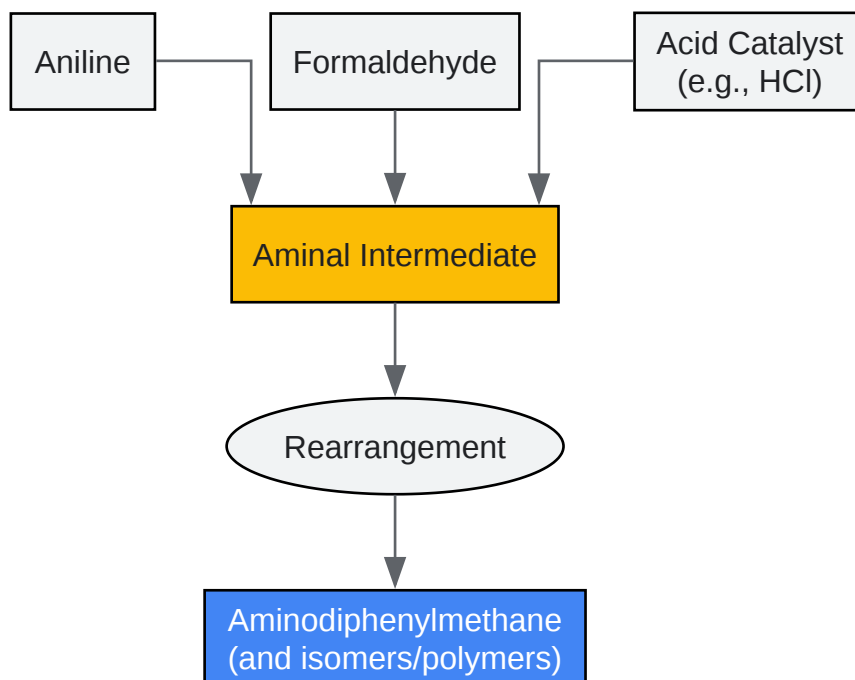 Aniline
Formaldehyde
Acid Catalyst
(e.g., HCl)
Aminal Intermediate
Rearrangement
Aminodiphenylmethane
(and isomers/polymers)